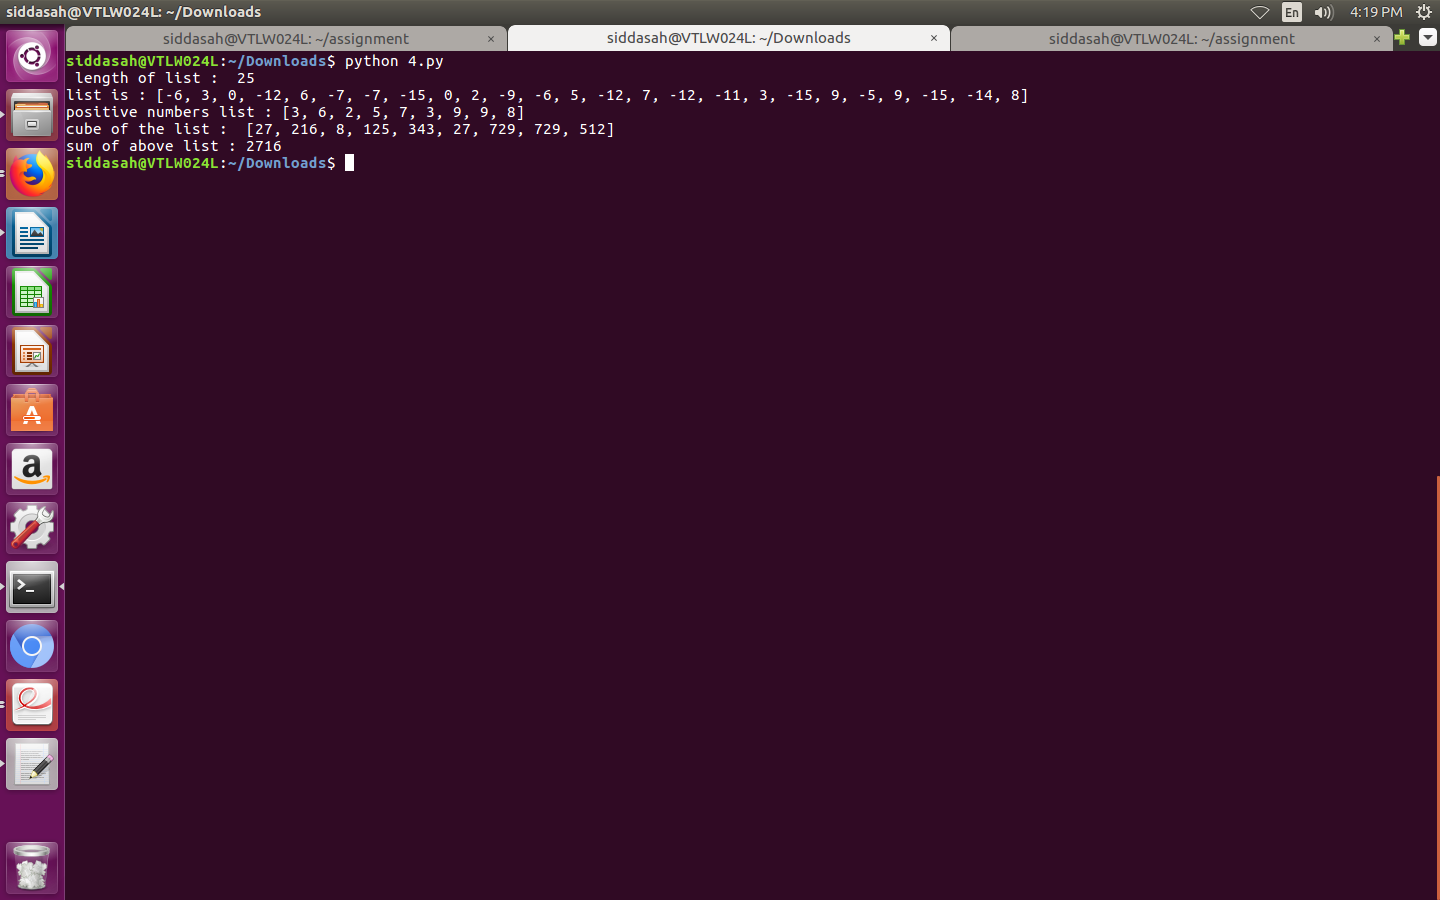 siddasah@VTLW024L: ~/Downloads
En
4:19 PM
siddasah@VTLW024L: ~/assignment ×
siddasah@VTLW024L: ~/Downloads ×
siddasah@VTLW024L: ~/assignment ×
siddasah@VTLW024L:~/Downloads$ python 4.py
length of list :  25
list is : [-6, 3, 0, -12, 6, -7, -7, -15, 0, 2, -9, -6, 5, -12, 7, -12, -11, 3, -15, 9, -5, 9, -15, -14, 8]
positive numbers list : [3, 6, 2, 5, 7, 3, 9, 9, 8]
cube of the list :  [27, 216, 8, 125, 343, 27, 729, 729, 512]
sum of above list : 2716
siddasah@VTLW024L:~/Downloads$